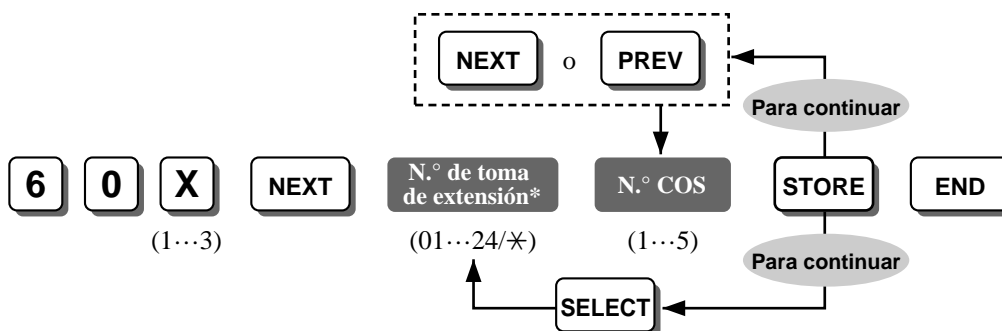 NEXT o PREV
Para continuar
6 0 X NEXT N.° de toma de extensión* N.° COS STORE END
(1···3) (01···24/✳) (1···5)
Para continuar
SELECT